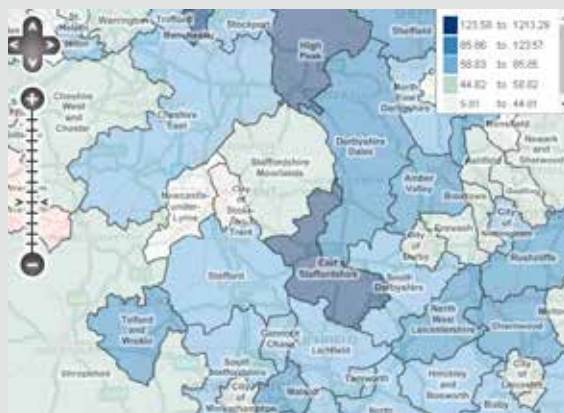 Warrington
Trafford
Stockport
Sheffield
High
Peak
Cheshire
West and
Chester
Cheshire
East
North
East
Derbyshire
Derbyshire
Dales
Mansfield
Newark
and
Sherwood
Ashfield
Staffordshire
Moorlands
Amber
Valley
Newcastle-
under-
Lyme
City
of
Stoke-
on-
Trent
Broxtowe
Gedling
City of
Erewash
City
of
Derby
Rushcliffe
East
Staffordshire
South
Derbyshire
Stafford
Telford
and
Wrekin
North
West
Leicestershire
Charnwood
Melton
Cannock
Chase
Lichfield
Shropshire
South
Staffordshire
Tamworth
Hinckley
and
Bosworth
City
of
Leicester
City
of
Wolverhampton
Walsall
North
Blaby
123.58 to 1213.29
85.86 to 123.57
58.83 to 85.85
44.82 to 58.82
to 44.81